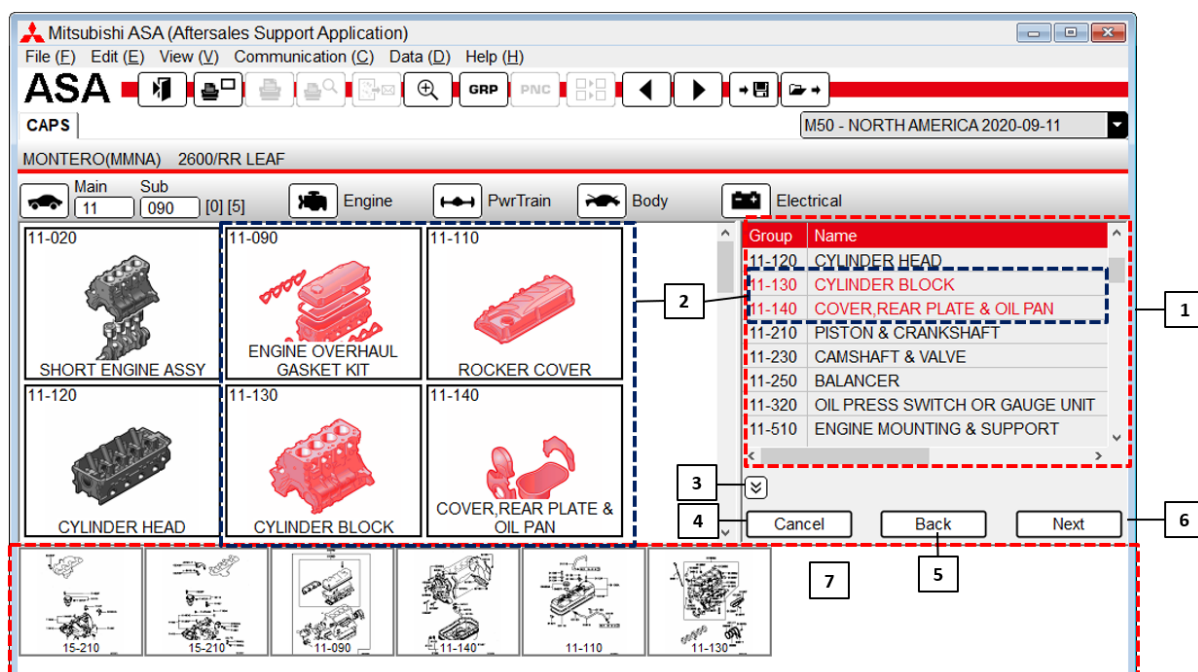 Mitsubishi ASA (Aftersales Support Application)
File (F) Edit (E) View (V) Communication (C) Data (D) Help (H)
ASA GRP PNC
CAPS M50 - NORTH AMERICA 2020-09-11
MONTERO(MMNA) 2600/RR LEAF
Main Sub
11 090 [0] [5] Engine PwrTrain Body Electrical
11-020 11-090 11-110
ENGINE OVERHAUL
SHORT ENGINE ASSY GASKET KIT ROCKER COVER
11-120 11-130 11-140
COVER,REAR PLATE &
CYLINDER HEAD CYLINDER BLOCK OIL PAN
2
Group Name
11-120 CYLINDER HEAD
11-130 CYLINDER BLOCK
11-140 COVER,REAR PLATE & OIL PAN
11-210 PISTON & CRANKSHAFT
11-230 CAMSHAFT & VALVE
11-250 BALANCER
11-320 OIL PRESS SWITCH OR GAUGE UNIT
11-510 ENGINE MOUNTING & SUPPORT
1
3
4 Cancel Back Next 6
5
7
15-210 15-210 11-090 11-140 11-110 11-130